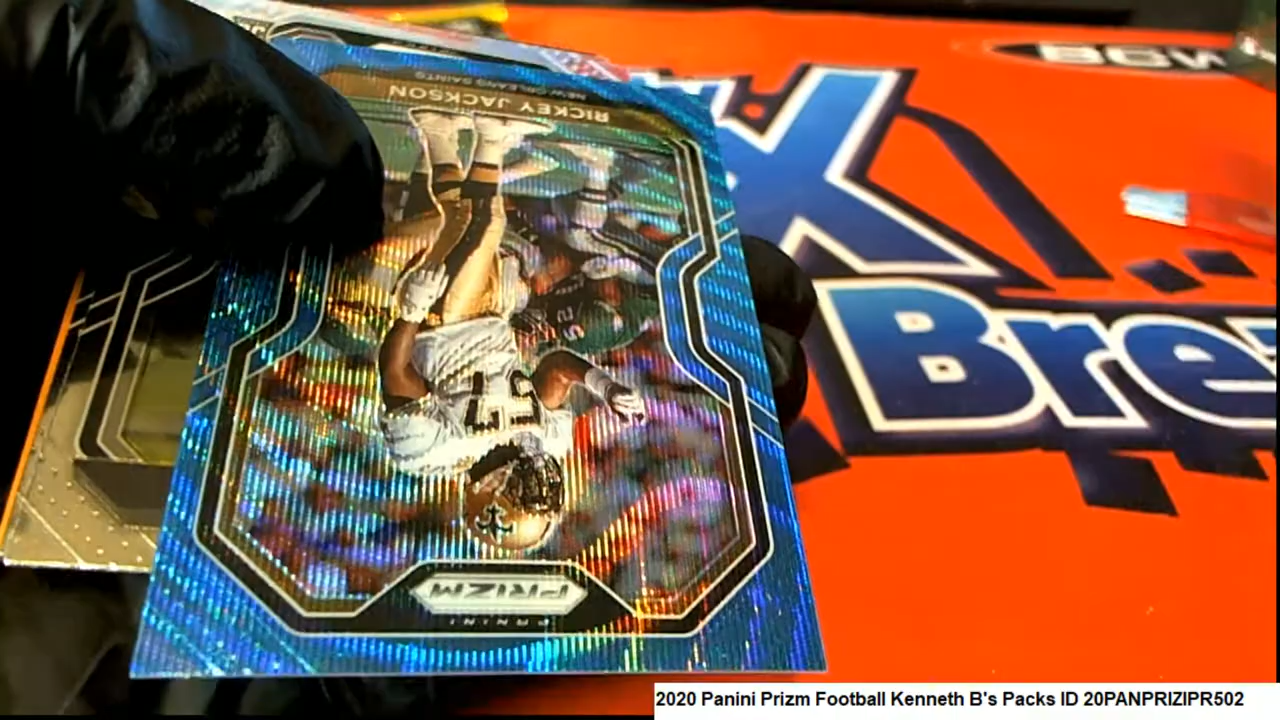 RICKEY JACKSON
NEW ORLEANS SAINTS
57
PANINI
PRIZM
BGW
Bre
2020 Panini Prizm Football Kenneth B's Packs ID 20PANPRIZIPR502